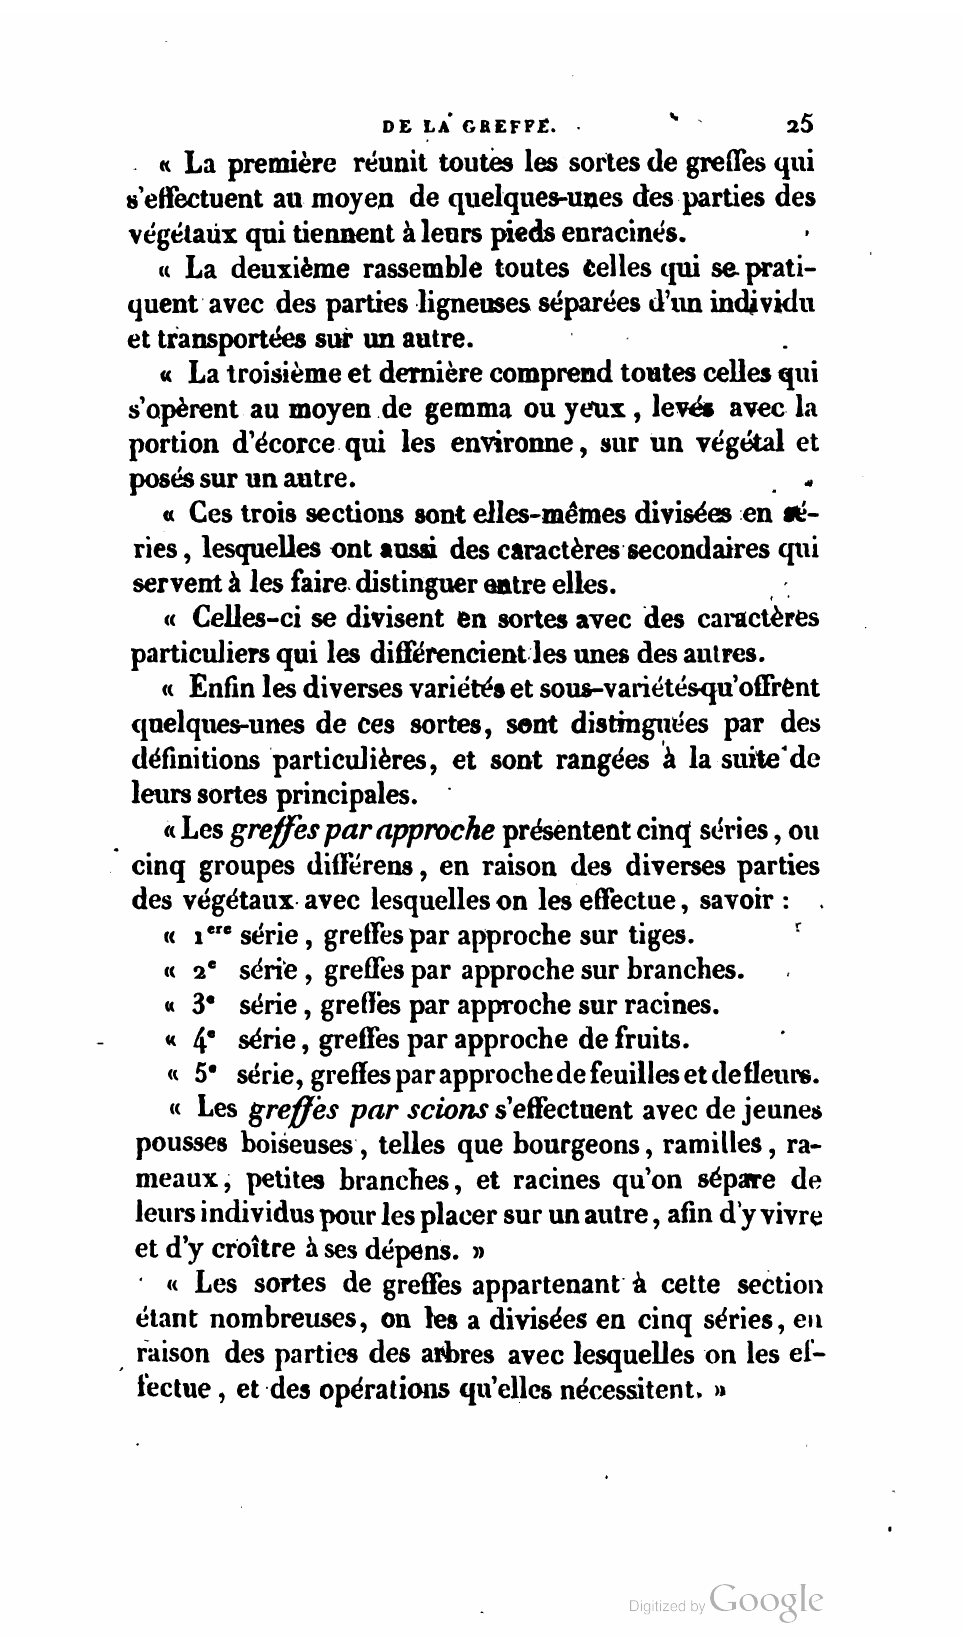 DE LA GREFFE. 25
« La première réunit toutes les sortes de greffes qui
s'effectuent au moyen de quelques-unes des parties des
végétaux qui tiennent à leurs pieds enracinés.
« La deuxième rassemble toutes celles qui se prati-
quent avec des parties ligneuses séparées d'un individu
et transportées sur un autre.
« La troisième et dernière comprend toutes celles qui
s'opèrent au moyen de gemma ou yeux, levés avec la
portion d'écorce qui les environne, sur un végétal et
posés sur un autre.
« Ces trois sections sont elles-mêmes divisées en sé-
ries, lesquelles ont aussi des caractères secondaires qui
servent à les faire distinguer entre elles.
« Celles-ci se divisent en sortes avec des caractères
particuliers qui les différencient les unes des autres.
« Enfin les diverses variétés et sous-variétés qu'offrent
quelques-unes de ces sortes, sont distinguées par des
définitions particulières, et sont rangées à la suite de
leurs sortes principales.
« Les greffes par approche présentent cinq séries, ou
cinq groupes différens, en raison des diverses parties
des végétaux avec lesquelles on les effectue, savoir :
« 1ere série, greffes par approche sur tiges.
« 2e série, greffes par approche sur branches.
« 3e série, greffes par approche sur racines.
« 4e série, greffes par approche de fruits.
« 5e série, greffes par approche de feuilles et de fleurs.
« Les greffes par scions s'effectuent avec de jeunes
pousses boiseuses, telles que bourgeons, ramilles, ra-
meaux, petites branches, et racines qu'on sépare de
leurs individus pour les placer sur un autre, afin d'y vivre
et d'y croître à ses dépens. »
« Les sortes de greffes appartenant à cette section
étant nombreuses, on les a divisées en cinq séries, en
raison des parties des arbres avec lesquelles on les ef-
fectue, et des opérations qu'elles nécessitent. »
Digitized by Google